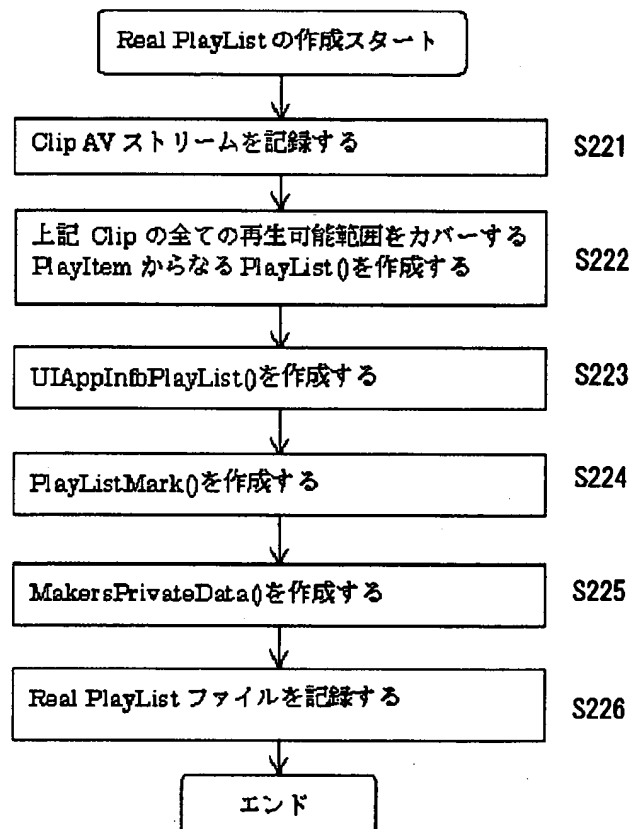 Real PlayList の作成スタート
Clip AV ストリームを記録する
S221
上記 Clip の全ての再生可能範囲をカバーする
PlayItem からなる PlayList()を作成する
S222
UIAppInfoPlayList()を作成する
S223
PlayListMark()を作成する
S224
MakersPrivateData()を作成する
S225
Real PlayList ファイルを記録する
S226
エンド